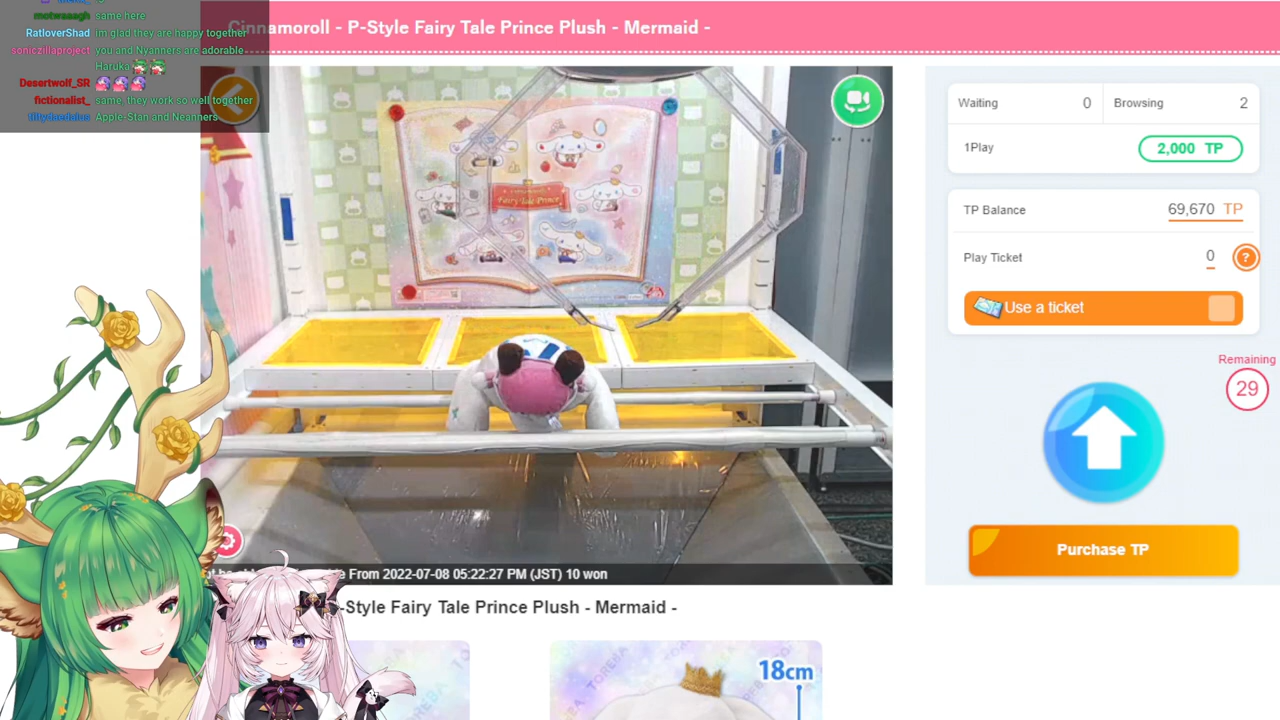 Cinnamoroll - P-Style Fairy Tale Prince Plush - Mermaid -
motwaaagh same here
RatloverShad im glad they are happy together
soniczillaproject you and Nyanners are adorable
Haruka
Desertwolf_SR
fictionalist_ same, they work so well together
Apple-Stan and Neanners
Fairy Tale Prince
From 2022-07-08 05:22:27 PM (JST) 10 won
-Style Fairy Tale Prince Plush - Mermaid -
TOREBA
18cm
Waiting 0
Browsing 2
1Play 2,000 TP
TP Balance 69,670 TP
Play Ticket 0 ?
Use a ticket
Remaining
29
Purchase TP